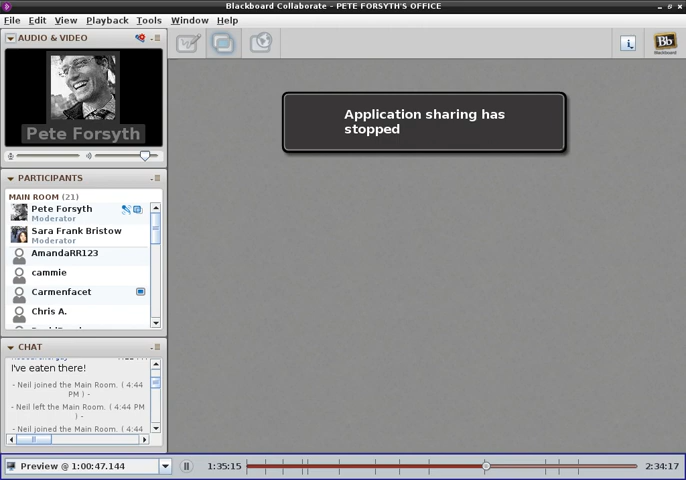 Blackboard Collaborate - PETE FORSYTH'S OFFICE
File Edit View Playback Tools Window Help
AUDIO & VIDEO
Pete Forsyth
PARTICIPANTS
MAIN ROOM (21)
Pete Forsyth
Moderator
Sara Frank Bristow
Moderator
AmandaRR123
cammie
Carmenfacet
Chris A.
CHAT
I've eaten there!
- Neil joined the Main Room. ( 4:44
PM ) -
- Neil left the Main Room. ( 4:44 PM
) -
- Neil joined the Main Room. ( 4:44
Application sharing has
stopped
i
Bb
Blackboard
Preview @ 1:00:47.144
1:35:15
2:34:17